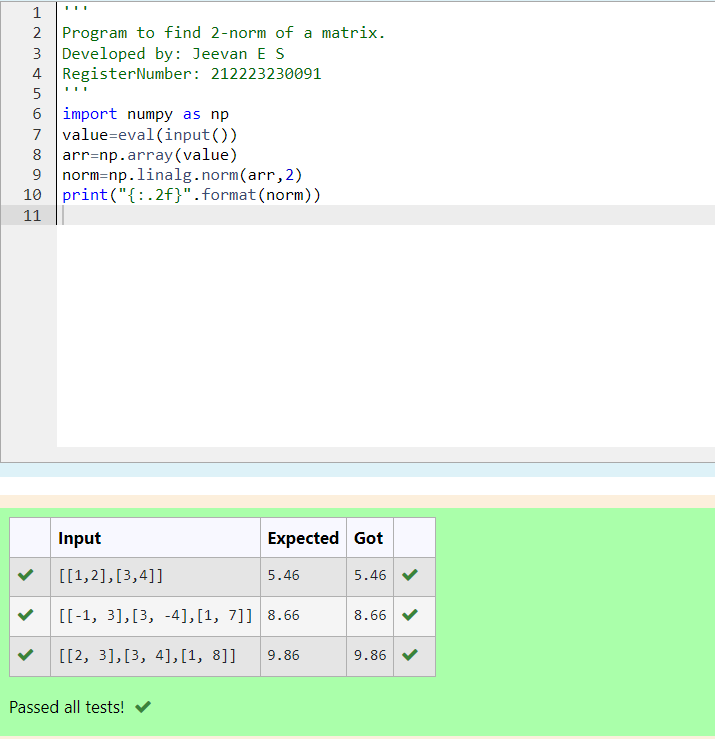 1 '''
2 Program to find 2-norm of a matrix.
3 Developed by: Jeevan E S
4 RegisterNumber: 212223230091
5 '''
6 import numpy as np
7 value=eval(input())
8 arr=np.array(value)
9 norm=np.linalg.norm(arr,2)
10 print("{:.2f}".format(norm))
11
Input Expected Got
[[1,2],[3,4]] 5.46 5.46
[[-1, 3],[3, -4],[1, 7]] 8.66 8.66
[[2, 3],[3, 4],[1, 8]] 9.86 9.86
Passed all tests!